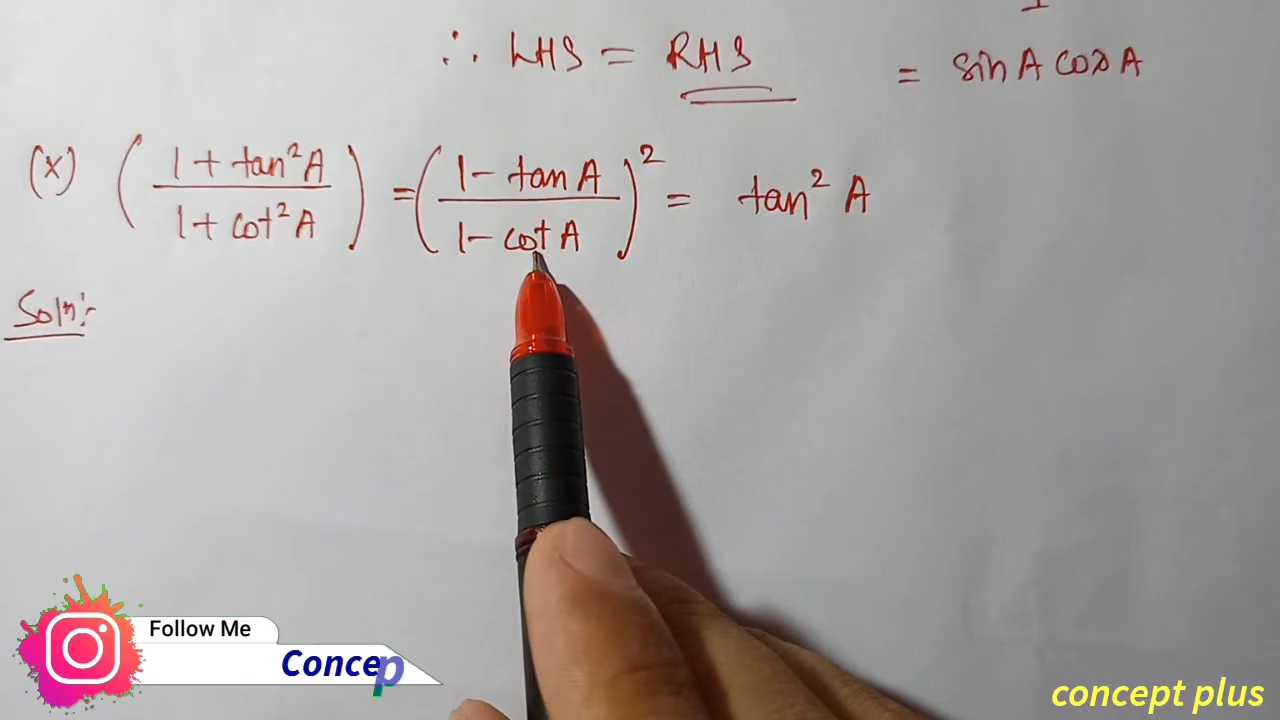 ∴ LHS = RHS
= sin A cos A
(x) (1 + tan²A / 1 + cot²A) = (1 - tan A / 1 - cot A)² = tan² A
Soln:-
Follow Me
Concep
concept plus